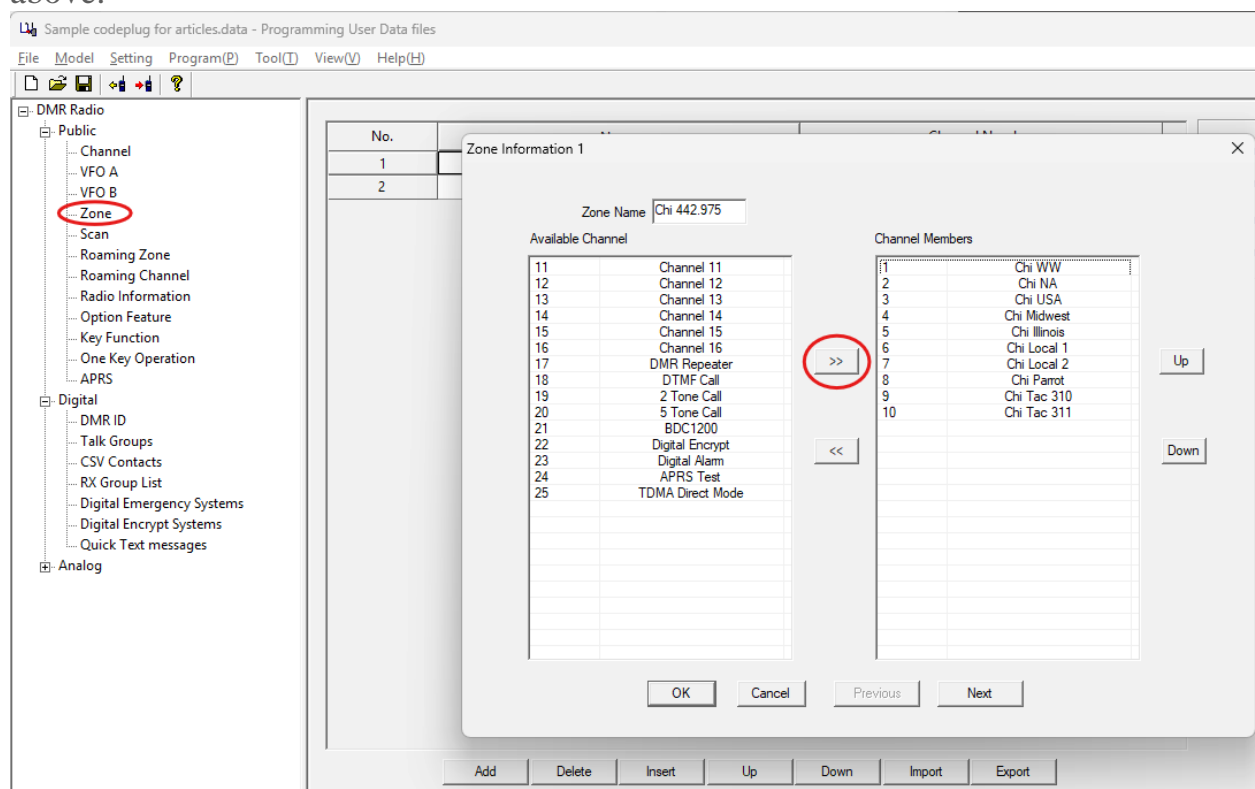 above.
Sample codeplug for articles.data - Programming User Data files
File Model Setting Program(P) Tool(T) View(V) Help(H)
DMR Radio
Public
Channel
VFO A
VFO B
Zone
Scan
Roaming Zone
Roaming Channel
Radio Information
Option Feature
Key Function
One Key Operation
APRS
Digital
DMR ID
Talk Groups
CSV Contacts
RX Group List
Digital Emergency Systems
Digital Encrypt Systems
Quick Text messages
Analog
No.
1
2
Zone Information 1
Zone Name Chi 442.975
Available Channel
11 Channel 11
12 Channel 12
13 Channel 13
14 Channel 14
15 Channel 15
16 Channel 16
17 DMR Repeater
18 DTMF Call
19 2 Tone Call
20 5 Tone Call
21 BDC1200
22 Digital Encrypt
23 Digital Alarm
24 APRS Test
25 TDMA Direct Mode
>>
<<
Channel Members
1 Chi WW
2 Chi NA
3 Chi USA
4 Chi Midwest
5 Chi Illinois
6 Chi Local 1
7 Chi Local 2
8 Chi Parrot
9 Chi Tac 310
10 Chi Tac 311
Up
Down
OK Cancel Previous Next
Add Delete Insert Up Down Import Export